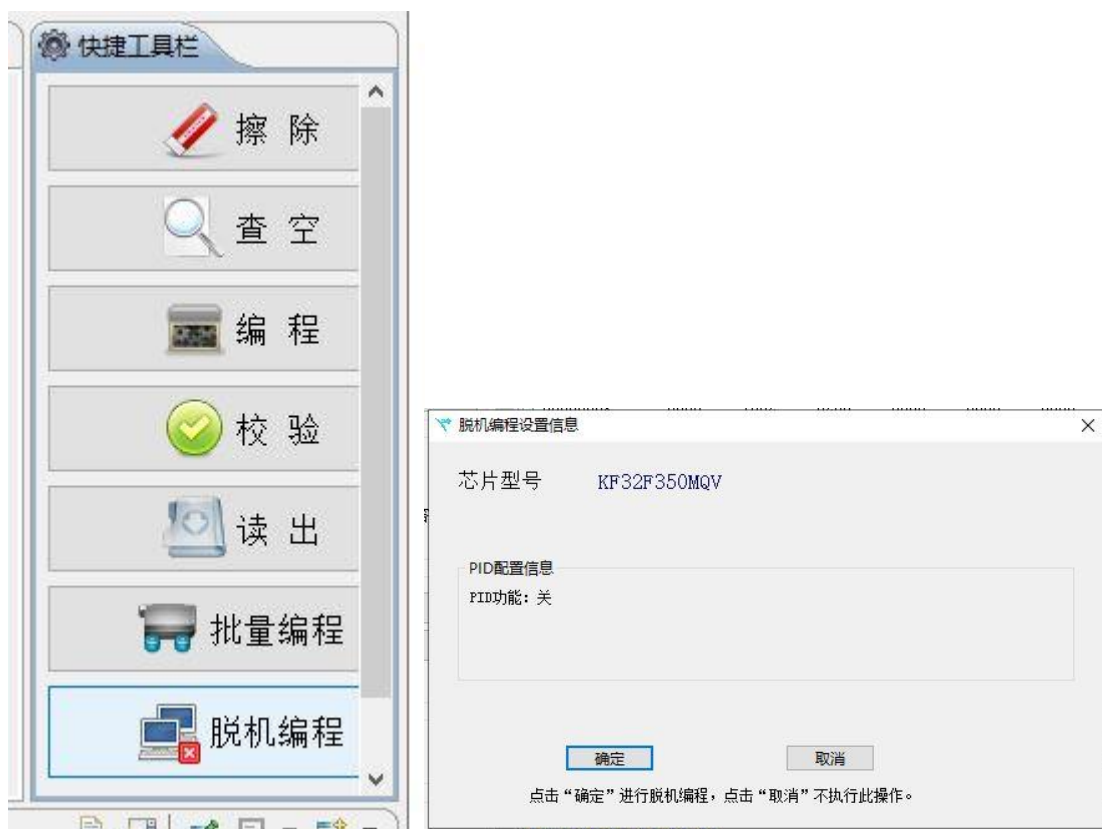 快捷工具栏
擦 除
查 空
编 程
校 验
读 出
批量编程
脱机编程
脱机编程设置信息
芯片型号 KF32F350MQV
PID配置信息
PID功能: 关
确定 取消
点击“确定”进行脱机编程,点击“取消”不执行此操作。